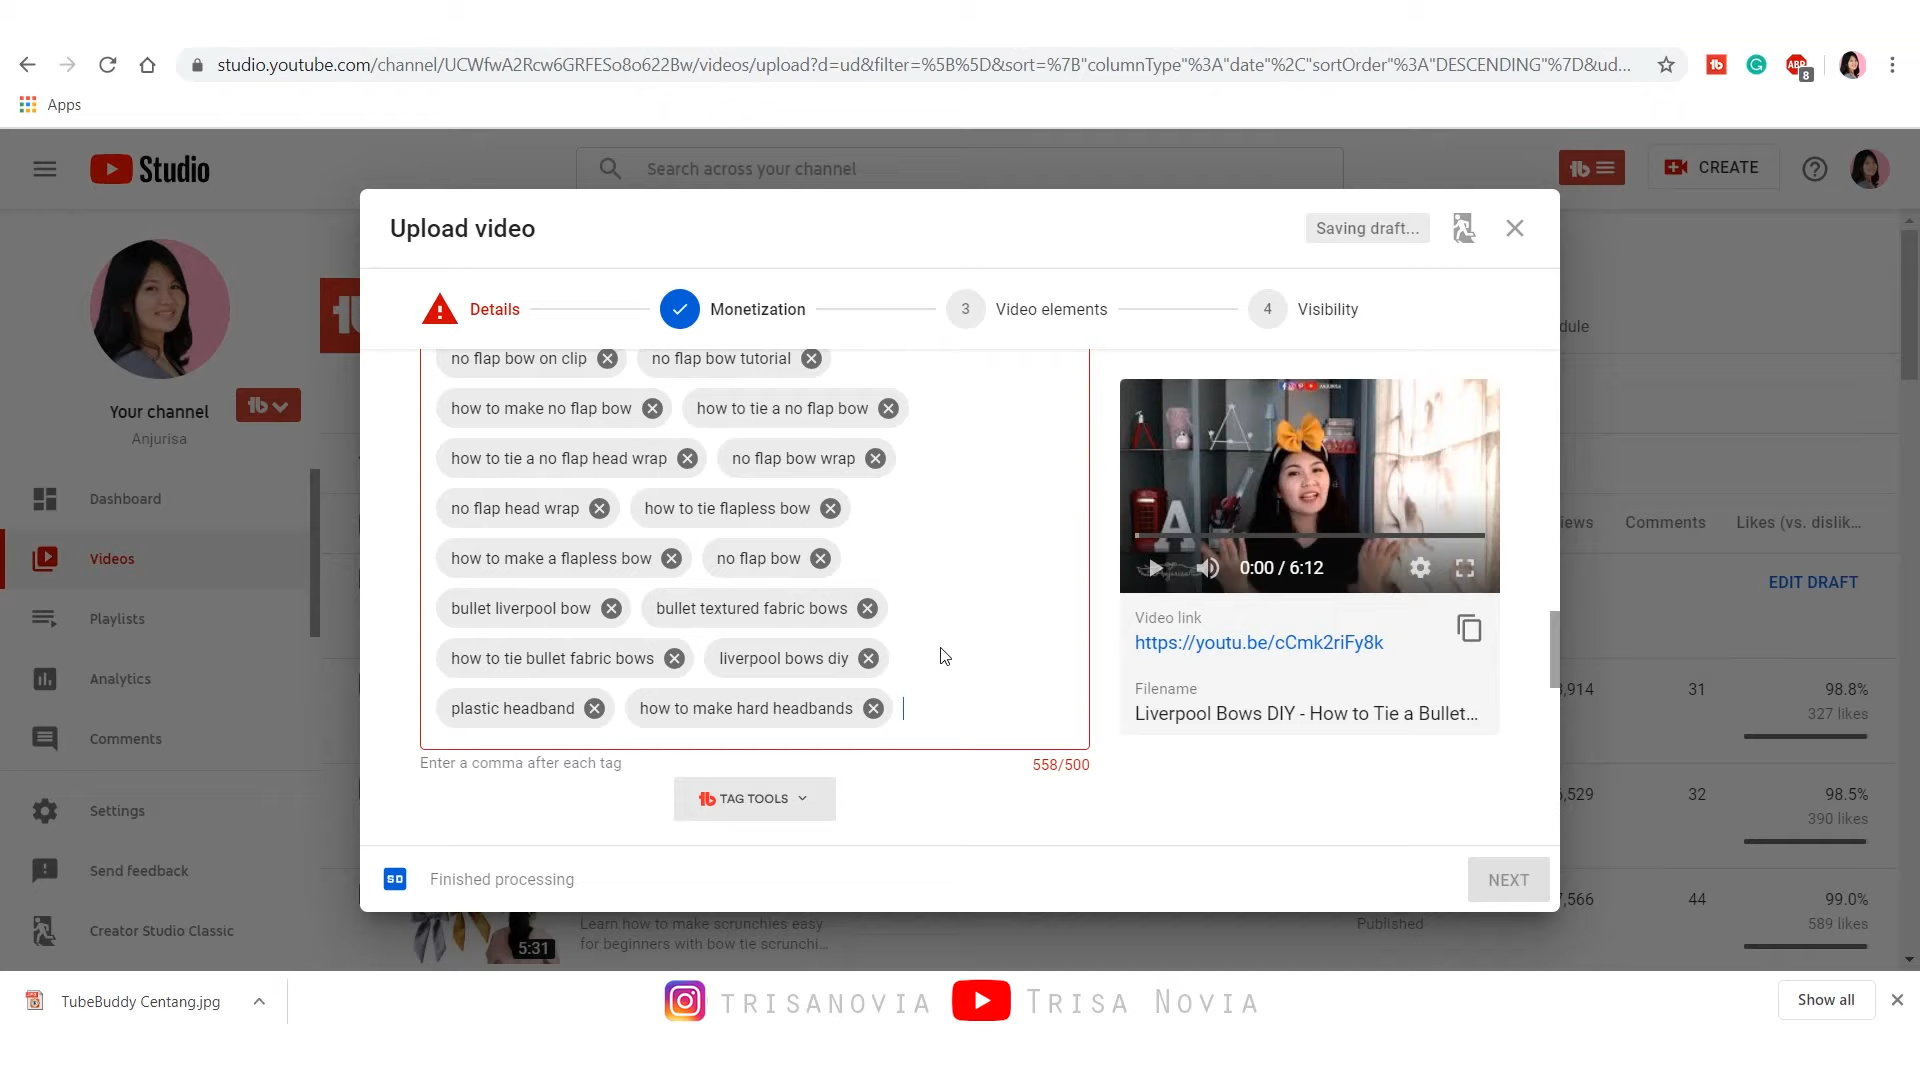 studio.youtube.com/channel/UCWfwA2Rcw6GRFESo8o622Bw/videos/upload?d=ud&filter=%5B%5D&sort=%7B"columnType"%3A"date"%2C"sortOrder"%3A"DESCENDING"%7D&ud...
ABP 8
Apps
Studio
Search across your channel
CREATE
Upload video
Saving draft...
Details
Monetization
3 Video elements
4 Visibility
dule
no flap bow on clip
no flap bow tutorial
how to make no flap bow
how to tie a no flap bow
how to tie a no flap head wrap
no flap bow wrap
no flap head wrap
how to tie flapless bow
how to make a flapless bow
no flap bow
bullet liverpool bow
bullet textured fabric bows
how to tie bullet fabric bows
liverpool bows diy
plastic headband
how to make hard headbands
Enter a comma after each tag
558/500
TAG TOOLS
0:00 / 6:12
Video link
https://youtu.be/cCmk2riFy8k
Filename
Liverpool Bows DIY - How to Tie a Bullet...
SD
Finished processing
NEXT
Your channel
Anjurisa
Dashboard
Videos
Playlists
Analytics
Comments
Settings
Send feedback
Creator Studio Classic
iews Comments Likes (vs. dislik...
EDIT DRAFT
,914 31 98.8%
327 likes
,529 32 98.5%
390 likes
,566 44 99.0%
589 likes
5:31
Learn how to make scrunchies easy
for beginners with bow tie scrunchi...
Published
TubeBuddy Centang.jpg
TRISANOVIA
TRISA NOVIA
Show all